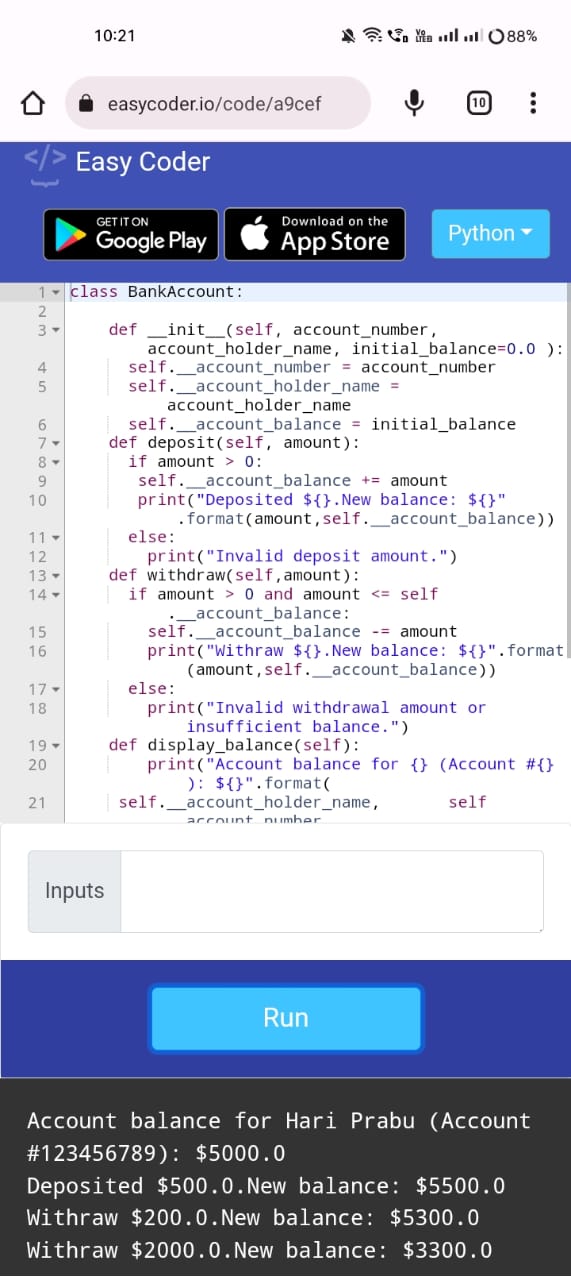 10:21
Vo
LTE
88%
easycoder.io/code/a9cef
10
</> Easy Coder
GET IT ON
Google Play
Download on the
App Store
Python
1 class BankAccount:
2
3 def __init__(self, account_number,
account_holder_name, initial_balance=0.0 ):
4 self.__account_number = account_number
5 self.__account_holder_name =
account_holder_name
6 self.__account_balance = initial_balance
7 def deposit(self, amount):
8 if amount > 0:
9 self.__account_balance += amount
10 print("Deposited ${}.New balance: ${}"
.format(amount,self.__account_balance))
11 else:
12 print("Invalid deposit amount.")
13 def withdraw(self,amount):
14 if amount > 0 and amount <= self
.__account_balance:
15 self.__account_balance -= amount
16 print("Withraw ${}.New balance: ${}".format
(amount,self.__account_balance))
17 else:
18 print("Invalid withdrawal amount or
insufficient balance.")
19 def display_balance(self):
20 print("Account balance for {} (Account #{}
): ${}".format(
21 self.__account_holder_name, self
account_number
Inputs
Run
Account balance for Hari Prabu (Account
#123456789): $5000.0
Deposited $500.0.New balance: $5500.0
Withraw $200.0.New balance: $5300.0
Withraw $2000.0.New balance: $3300.0